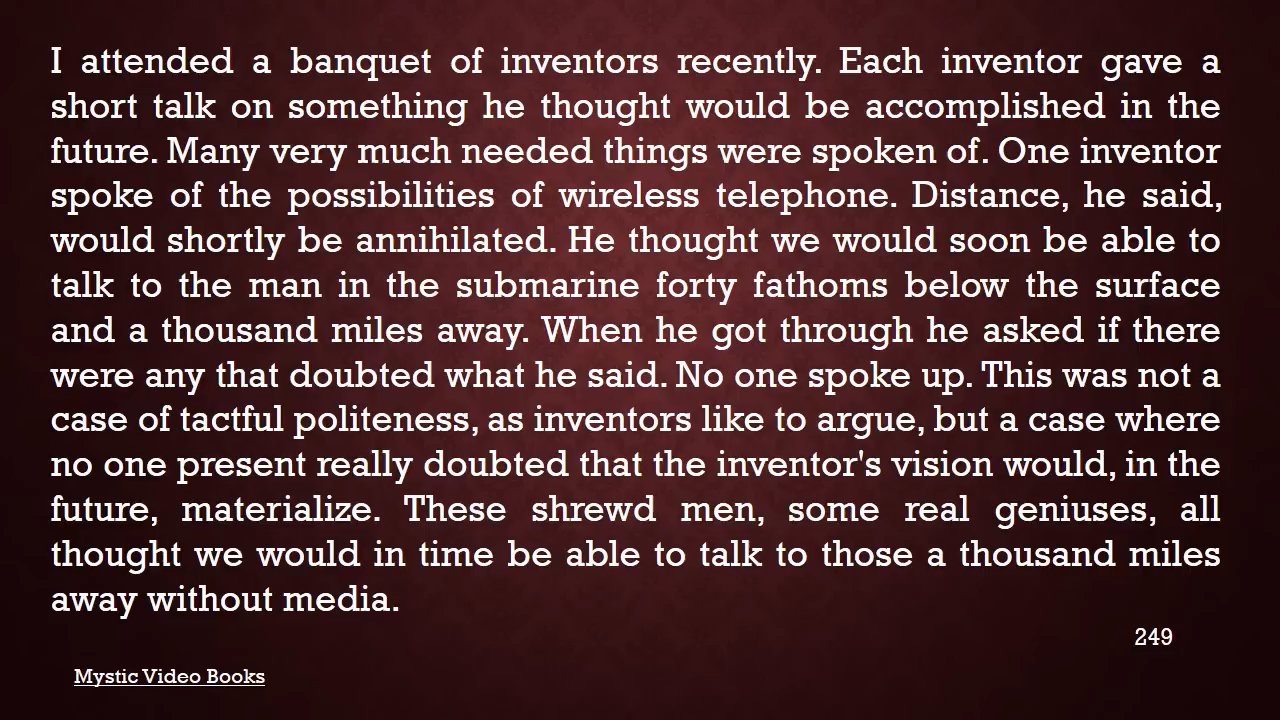 I attended a banquet of inventors recently. Each inventor gave a
short talk on something he thought would be accomplished in the
future. Many very much needed things were spoken of. One inventor
spoke of the possibilities of wireless telephone. Distance, he said,
would shortly be annihilated. He thought we would soon be able to
talk to the man in the submarine forty fathoms below the surface
and a thousand miles away. When he got through he asked if there
were any that doubted what he said. No one spoke up. This was not a
case of tactful politeness, as inventors like to argue, but a case where
no one present really doubted that the inventor's vision would, in the
future, materialize. These shrewd men, some real geniuses, all
thought we would in time be able to talk to those a thousand miles
away without media.
249
Mystic Video Books